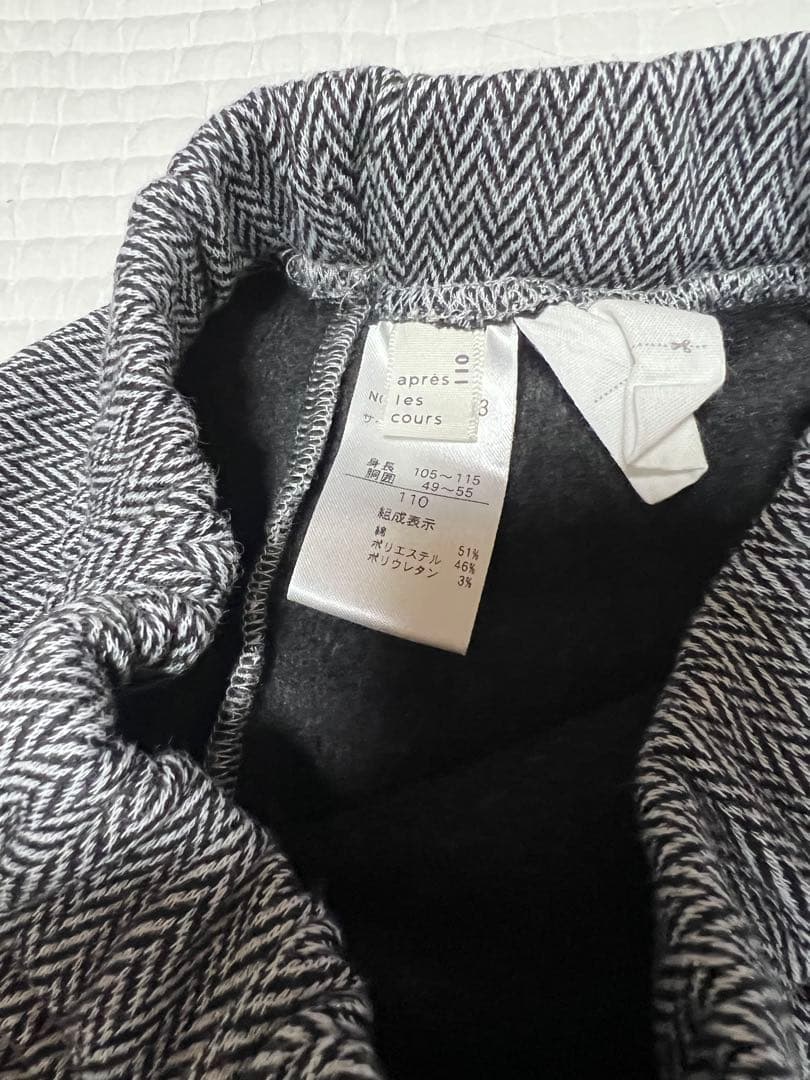 après
les
cours
110
3
身長 105～115
胴囲 49～55
110
組成表示
綿 51%
ポリエステル 46%
ポリウレタン 3%